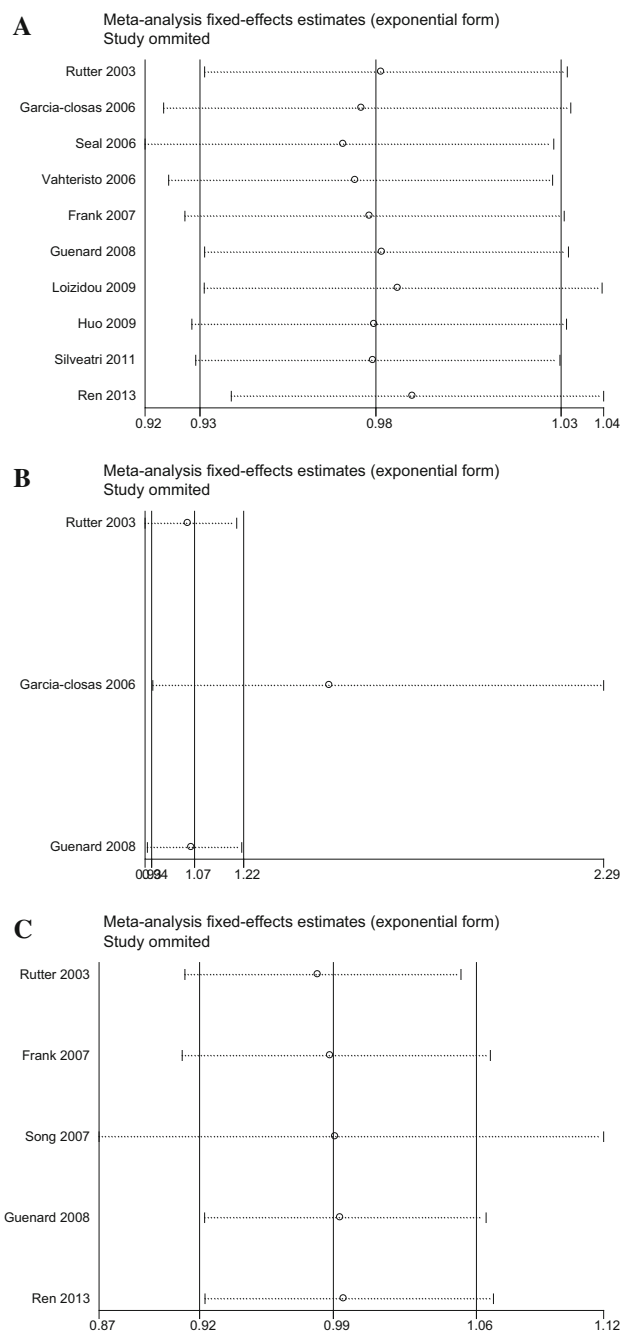 A
Meta-analysis fixed-effects estimates (exponential form)
Study ommited
Rutter 2003
Garcia-closas 2006
Seal 2006
Vahteristo 2006
Frank 2007
Guenard 2008
Loizidou 2009
Huo 2009
Silveatri 2011
Ren 2013
0.92 0.93 0.98 1.03 1.04
B
Meta-analysis fixed-effects estimates (exponential form)
Study ommited
Rutter 2003
Garcia-closas 2006
Guenard 2008
0.94 1.07 1.22 2.29
C
Meta-analysis fixed-effects estimates (exponential form)
Study ommited
Rutter 2003
Frank 2007
Song 2007
Guenard 2008
Ren 2013
0.87 0.92 0.99 1.06 1.12